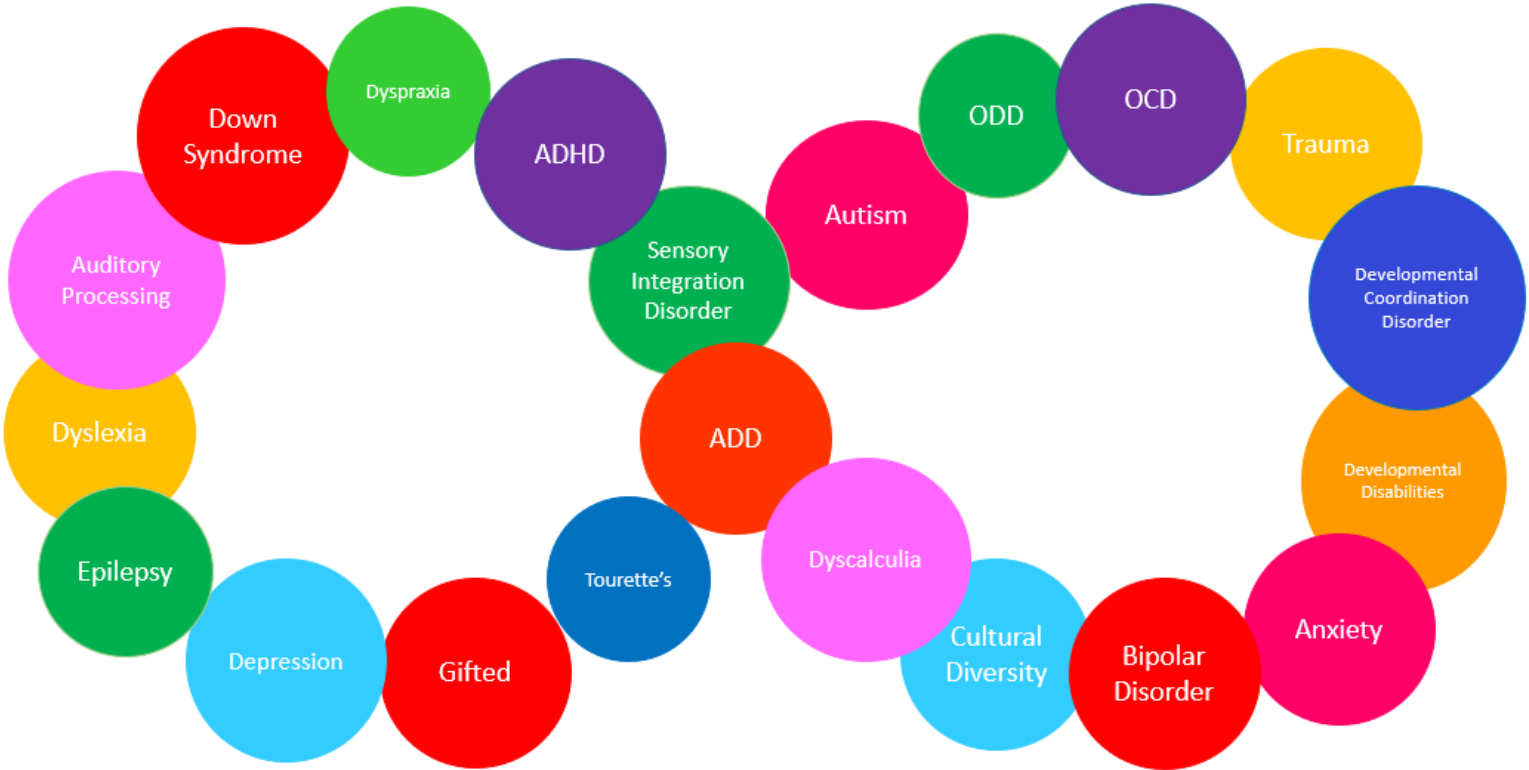 Down
Syndrome
Dyspraxia
ADHD
Sensory
Integration
Disorder
Autism
ODD
OCD
Trauma
Developmental
Coordination
Disorder
Developmental
Disabilities
Anxiety
Bipolar
Disorder
Cultural
Diversity
Dyscalculia
ADD
Tourette’s
Gifted
Depression
Epilepsy
Dyslexia
Auditory
Processing